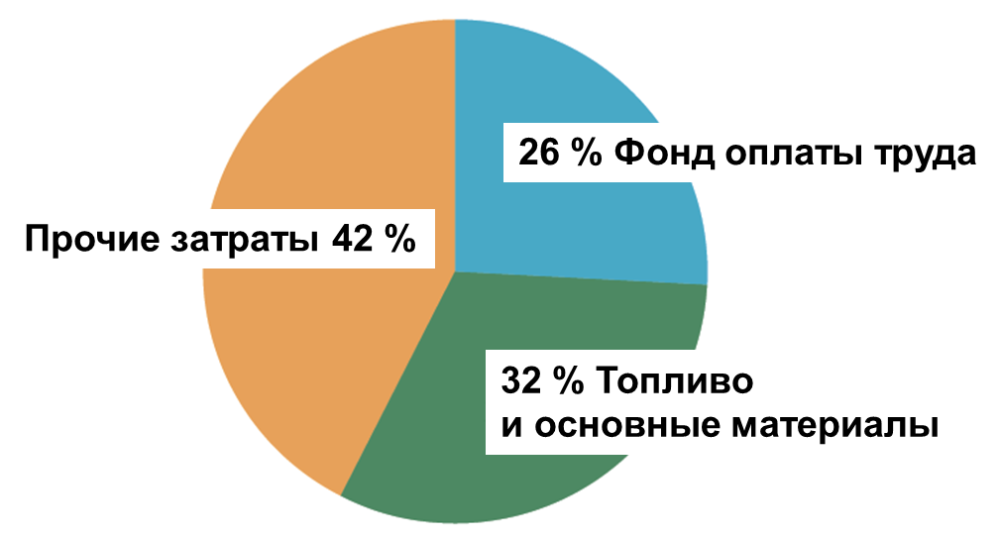 26 % Фонд оплаты труда
Прочие затраты 42 %
32 % Топливо
и основные материалы